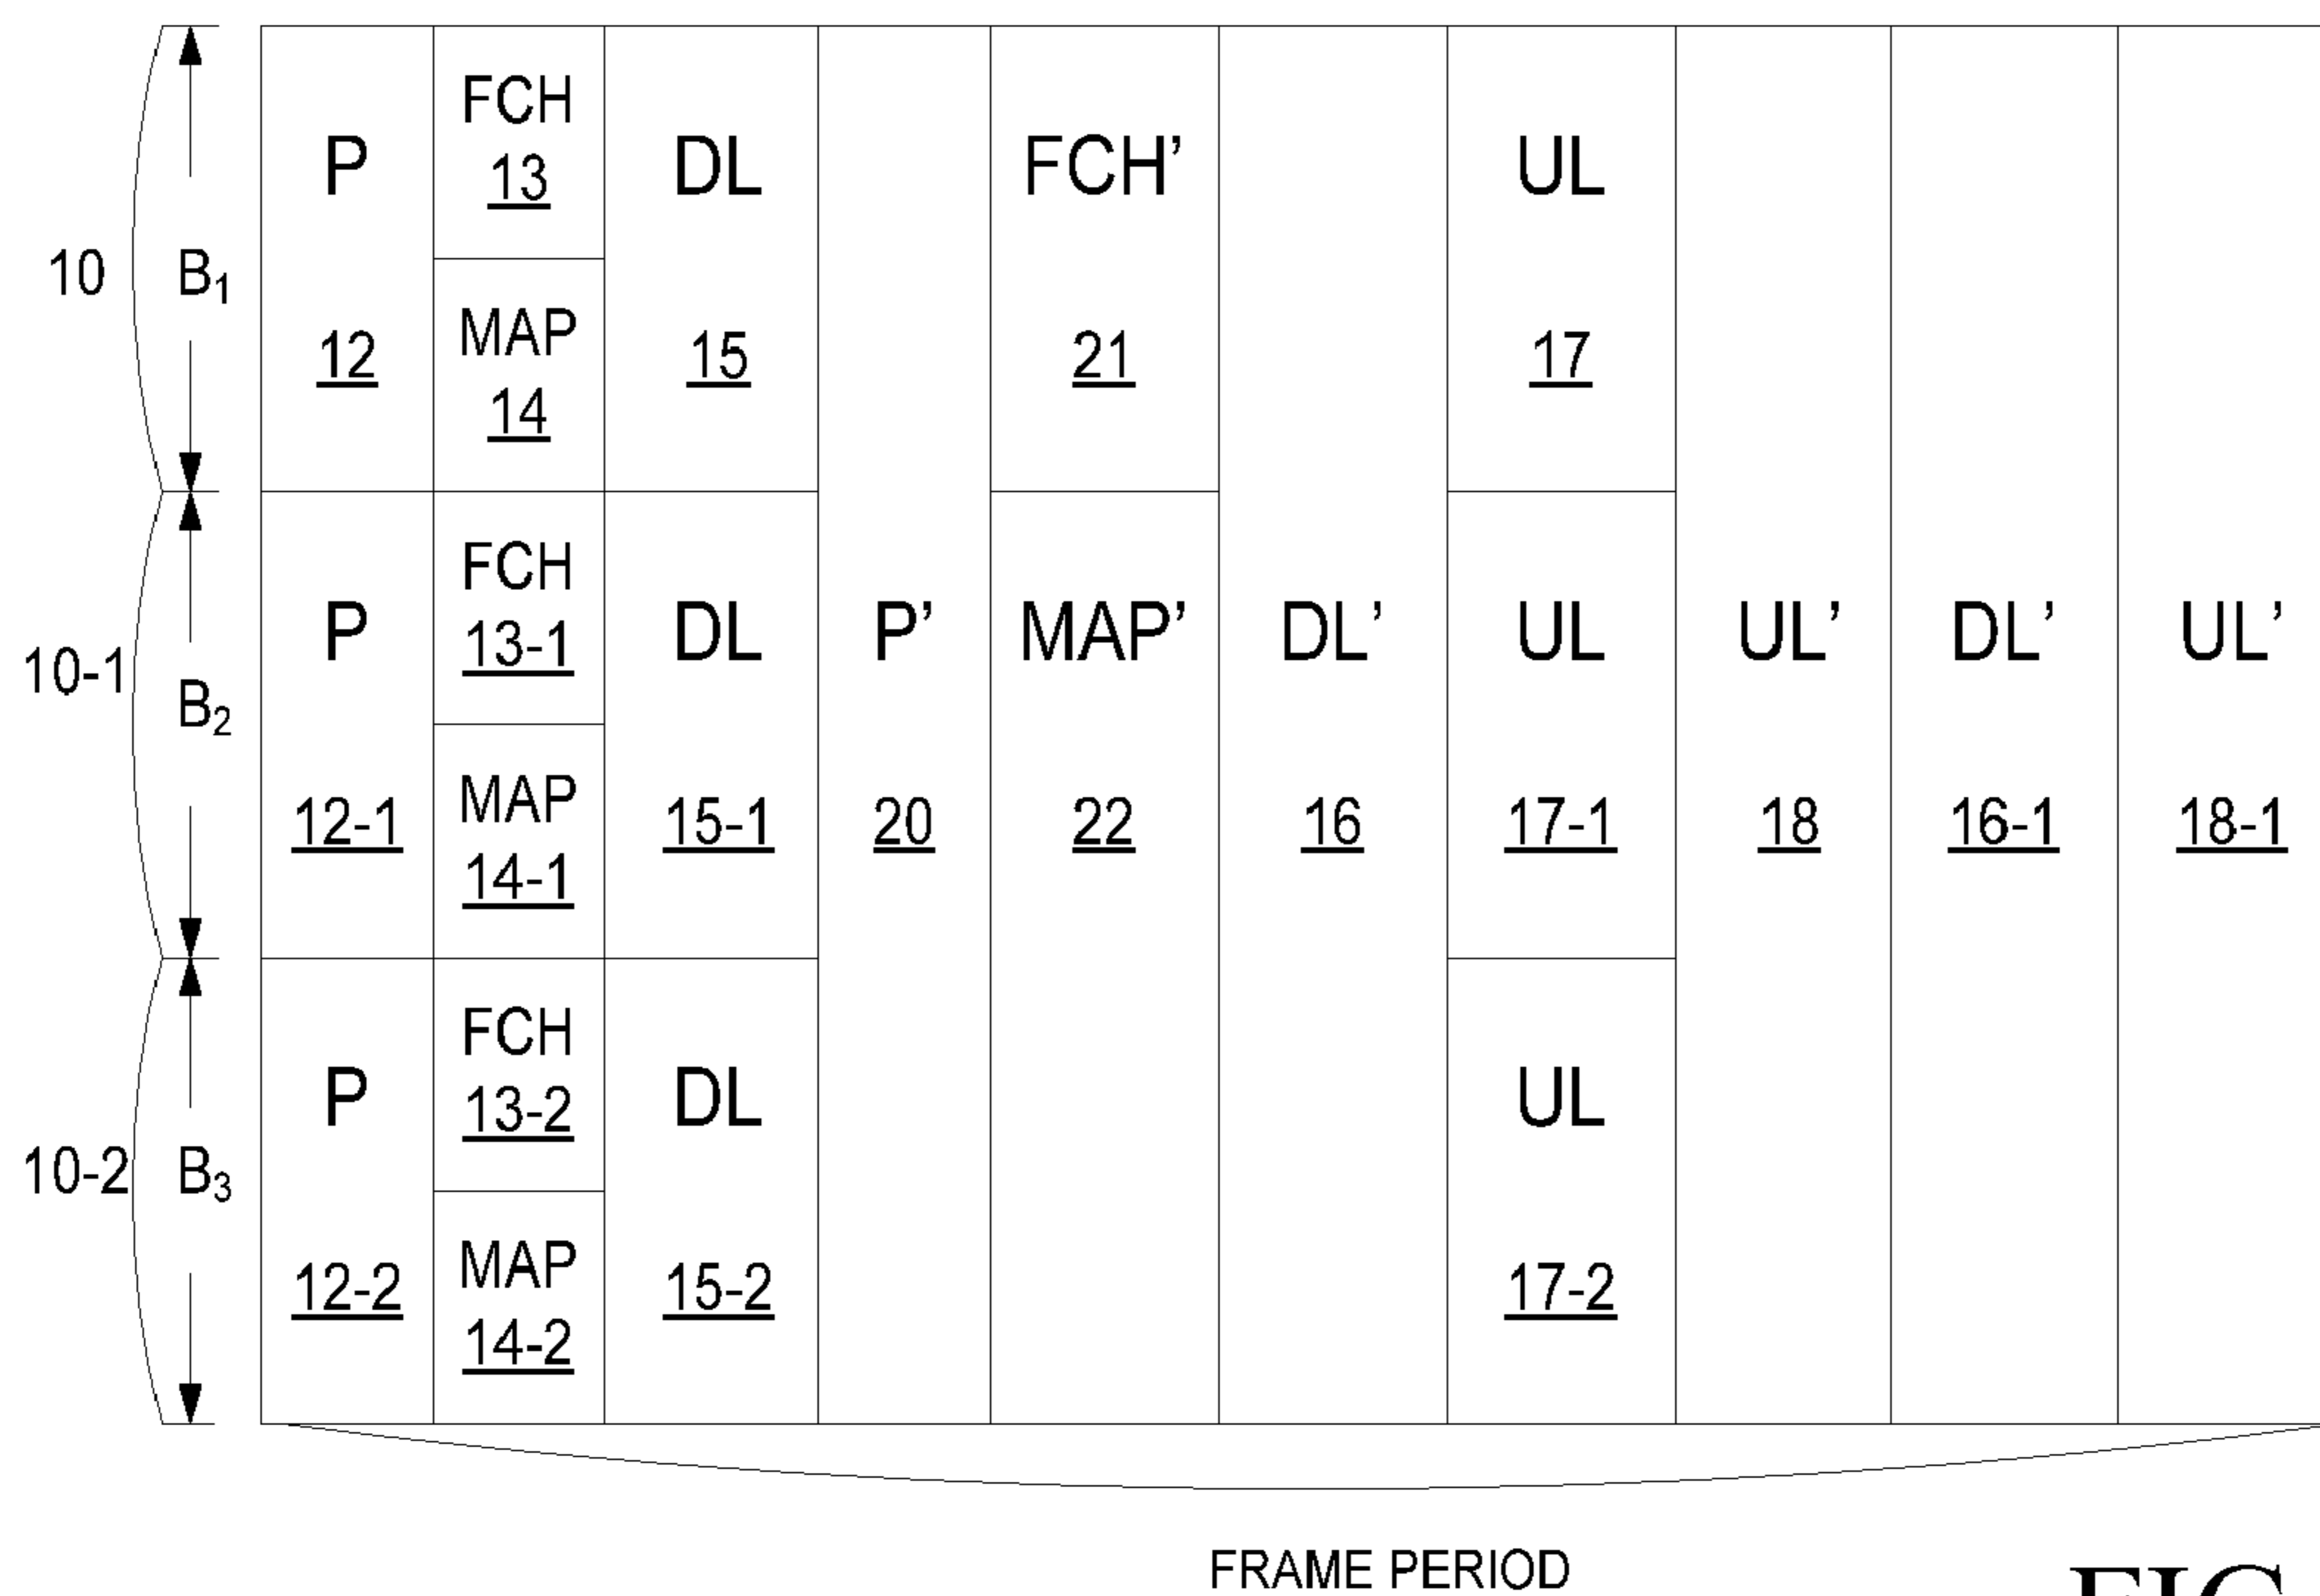 FCH
P 13 DL FCH' UL
10 B1
MAP
12 14 15 21 17
FCH
P 13-1 DL P' MAP' DL' UL UL' DL' UL'
10-1 B2
MAP
12-1 14-1 15-1 20 22 16 17-1 18 16-1 18-1
FCH
P 13-2 DL UL
10-2 B3
MAP
12-2 14-2 15-2 17-2
FRAME PERIOD